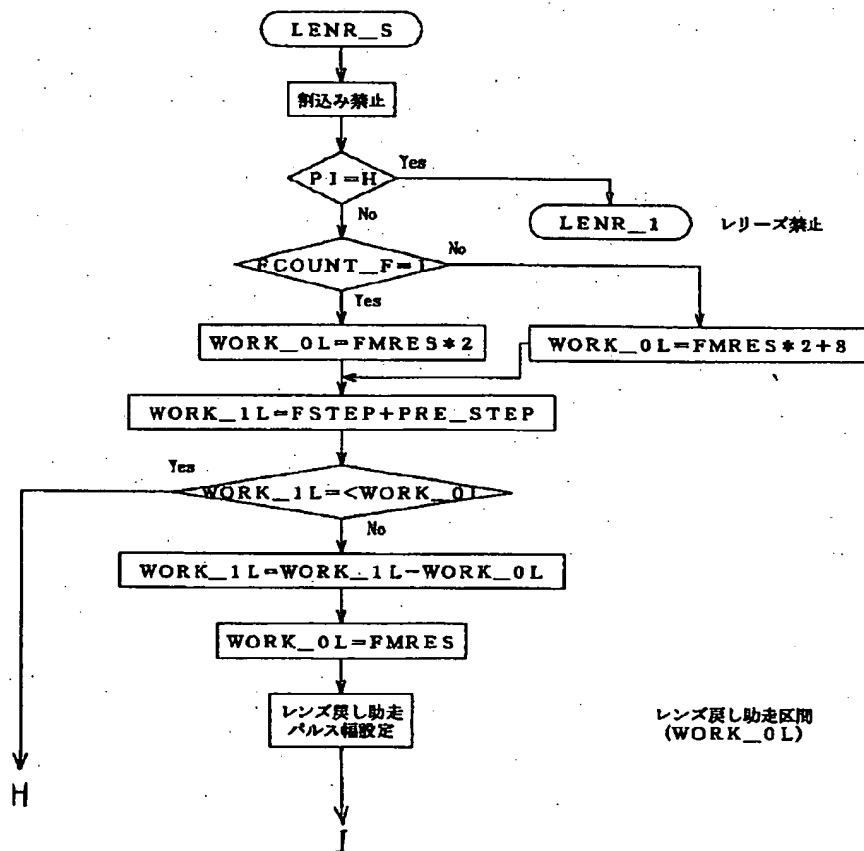 LENR_S
割込み禁止
PI=H
Yes
No
LENR_1
レリーズ禁止
FCOUNT_F=1
No
Yes
WORK_0L=FMRES*2
WORK_0L=FMRES*2+8
WORK_1L=FSTEP+PRE_STEP
Yes
WORK_1L=<WORK_0L
No
WORK_1L=WORK_1L-WORK_0L
WORK_0L=FMRES
レンズ戻し助走
パルス幅設定
レンズ戻し助走区間
(WORK_0L)
H
I